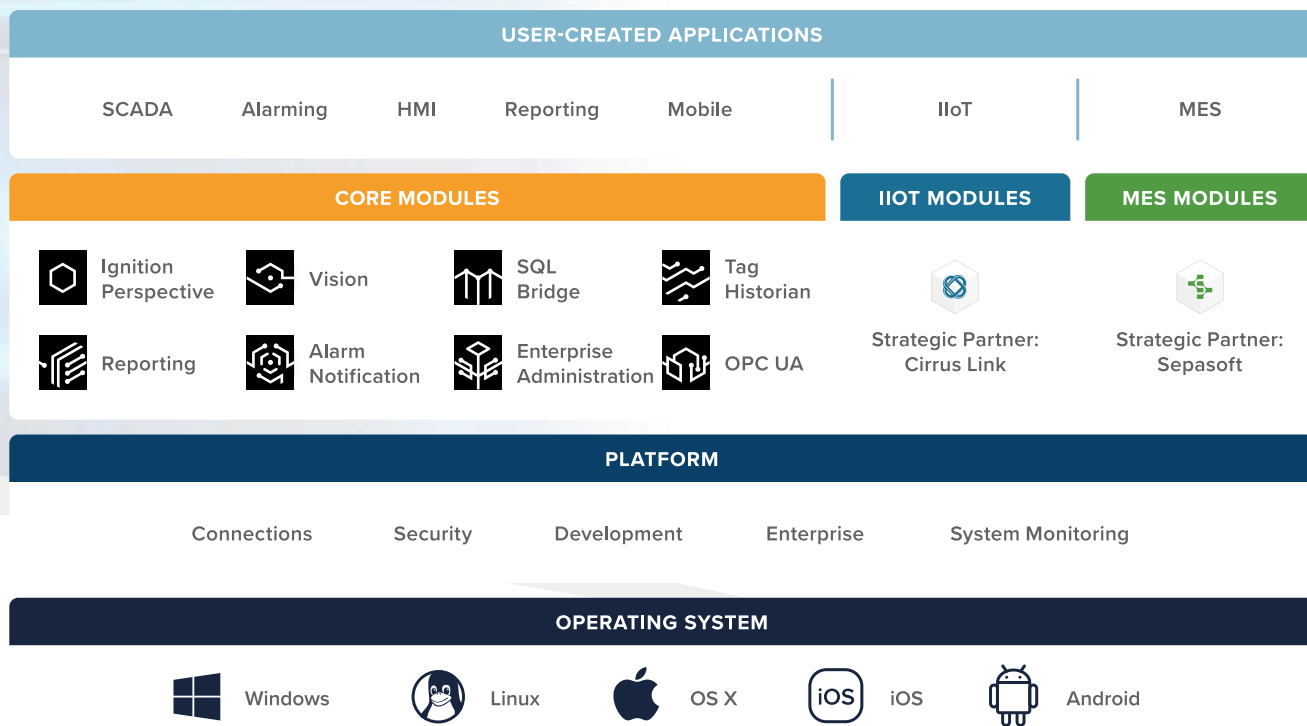 USER-CREATED APPLICATIONS
SCADA Alarming HMI Reporting Mobile IIoT MES
CORE MODULES
Ignition
Perspective
Vision
SQL
Bridge
Tag
Historian
Reporting
Alarm
Notification
Enterprise
Administration
OPC UA
IIOT MODULES
Strategic Partner:
Cirrus Link
MES MODULES
Strategic Partner:
Sepasoft
PLATFORM
Connections Security Development Enterprise System Monitoring
OPERATING SYSTEM
Windows Linux OS X iOS iOS Android